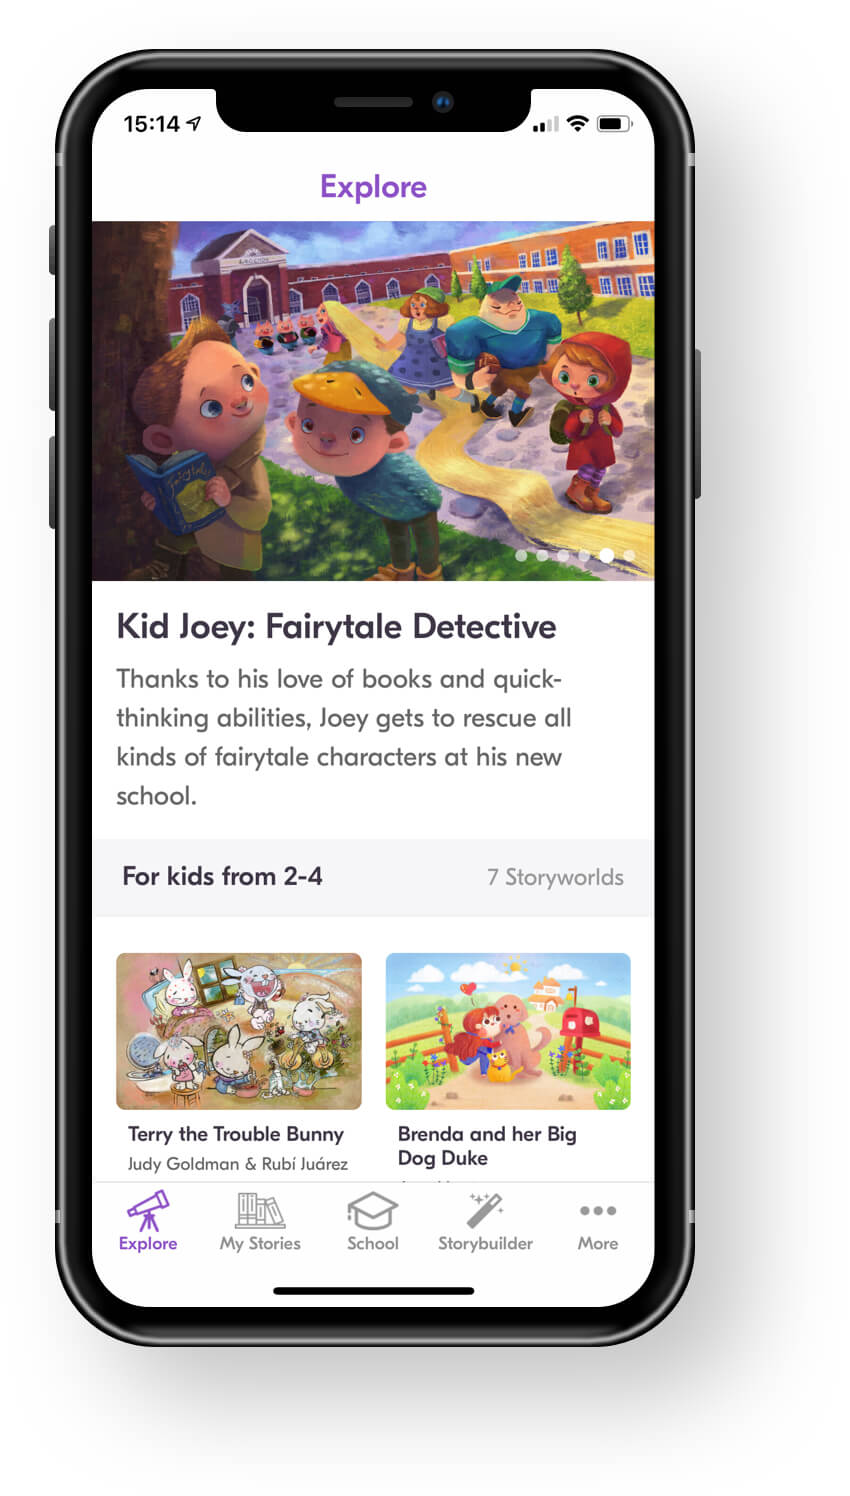 15:14
Explore
Fairytale
Kid Joey: Fairytale Detective
Thanks to his love of books and quick-
thinking abilities, Joey gets to rescue all
kinds of fairytale characters at his new
school.
For kids from 2-4
7 Storyworlds
Terry the Trouble Bunny
Judy Goldman & Rubí Juárez
Brenda and her Big
Dog Duke
Explore
My Stories
School
Storybuilder
More